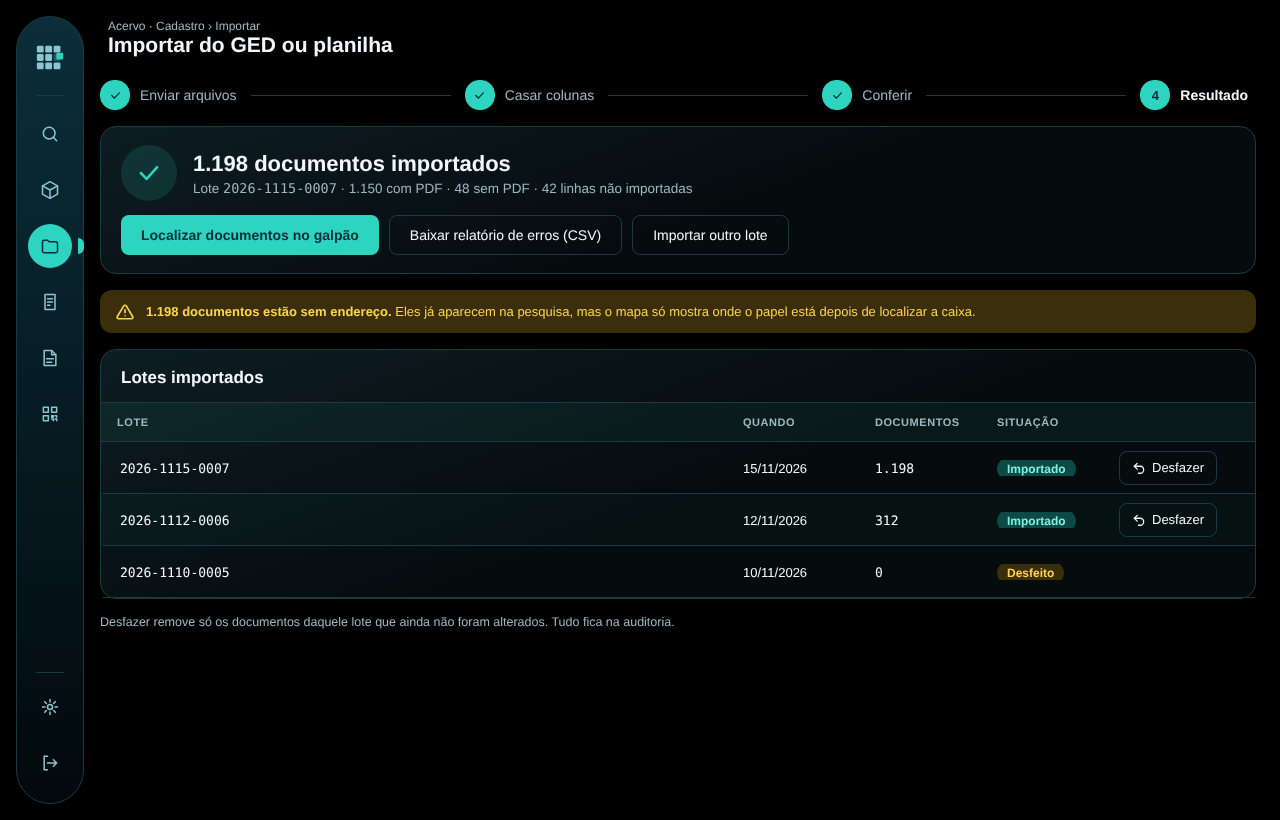 Acervo · Cadastro › Importar
Importar do GED ou planilha
Enviar arquivos
Casar colunas
Conferir
4 Resultado
1.198 documentos importados
Lote 2026-1115-0007 · 1.150 com PDF · 48 sem PDF · 42 linhas não importadas
Localizar documentos no galpão
Baixar relatório de erros (CSV)
Importar outro lote
1.198 documentos estão sem endereço. Eles já aparecem na pesquisa, mas o mapa só mostra onde o papel está depois de localizar a caixa.
Lotes importados
LOTE QUANDO DOCUMENTOS SITUAÇÃO
2026-1115-0007 15/11/2026 1.198 Importado Desfazer
2026-1112-0006 12/11/2026 312 Importado Desfazer
2026-1110-0005 10/11/2026 0 Desfeito
Desfazer remove só os documentos daquele lote que ainda não foram alterados. Tudo fica na auditoria.